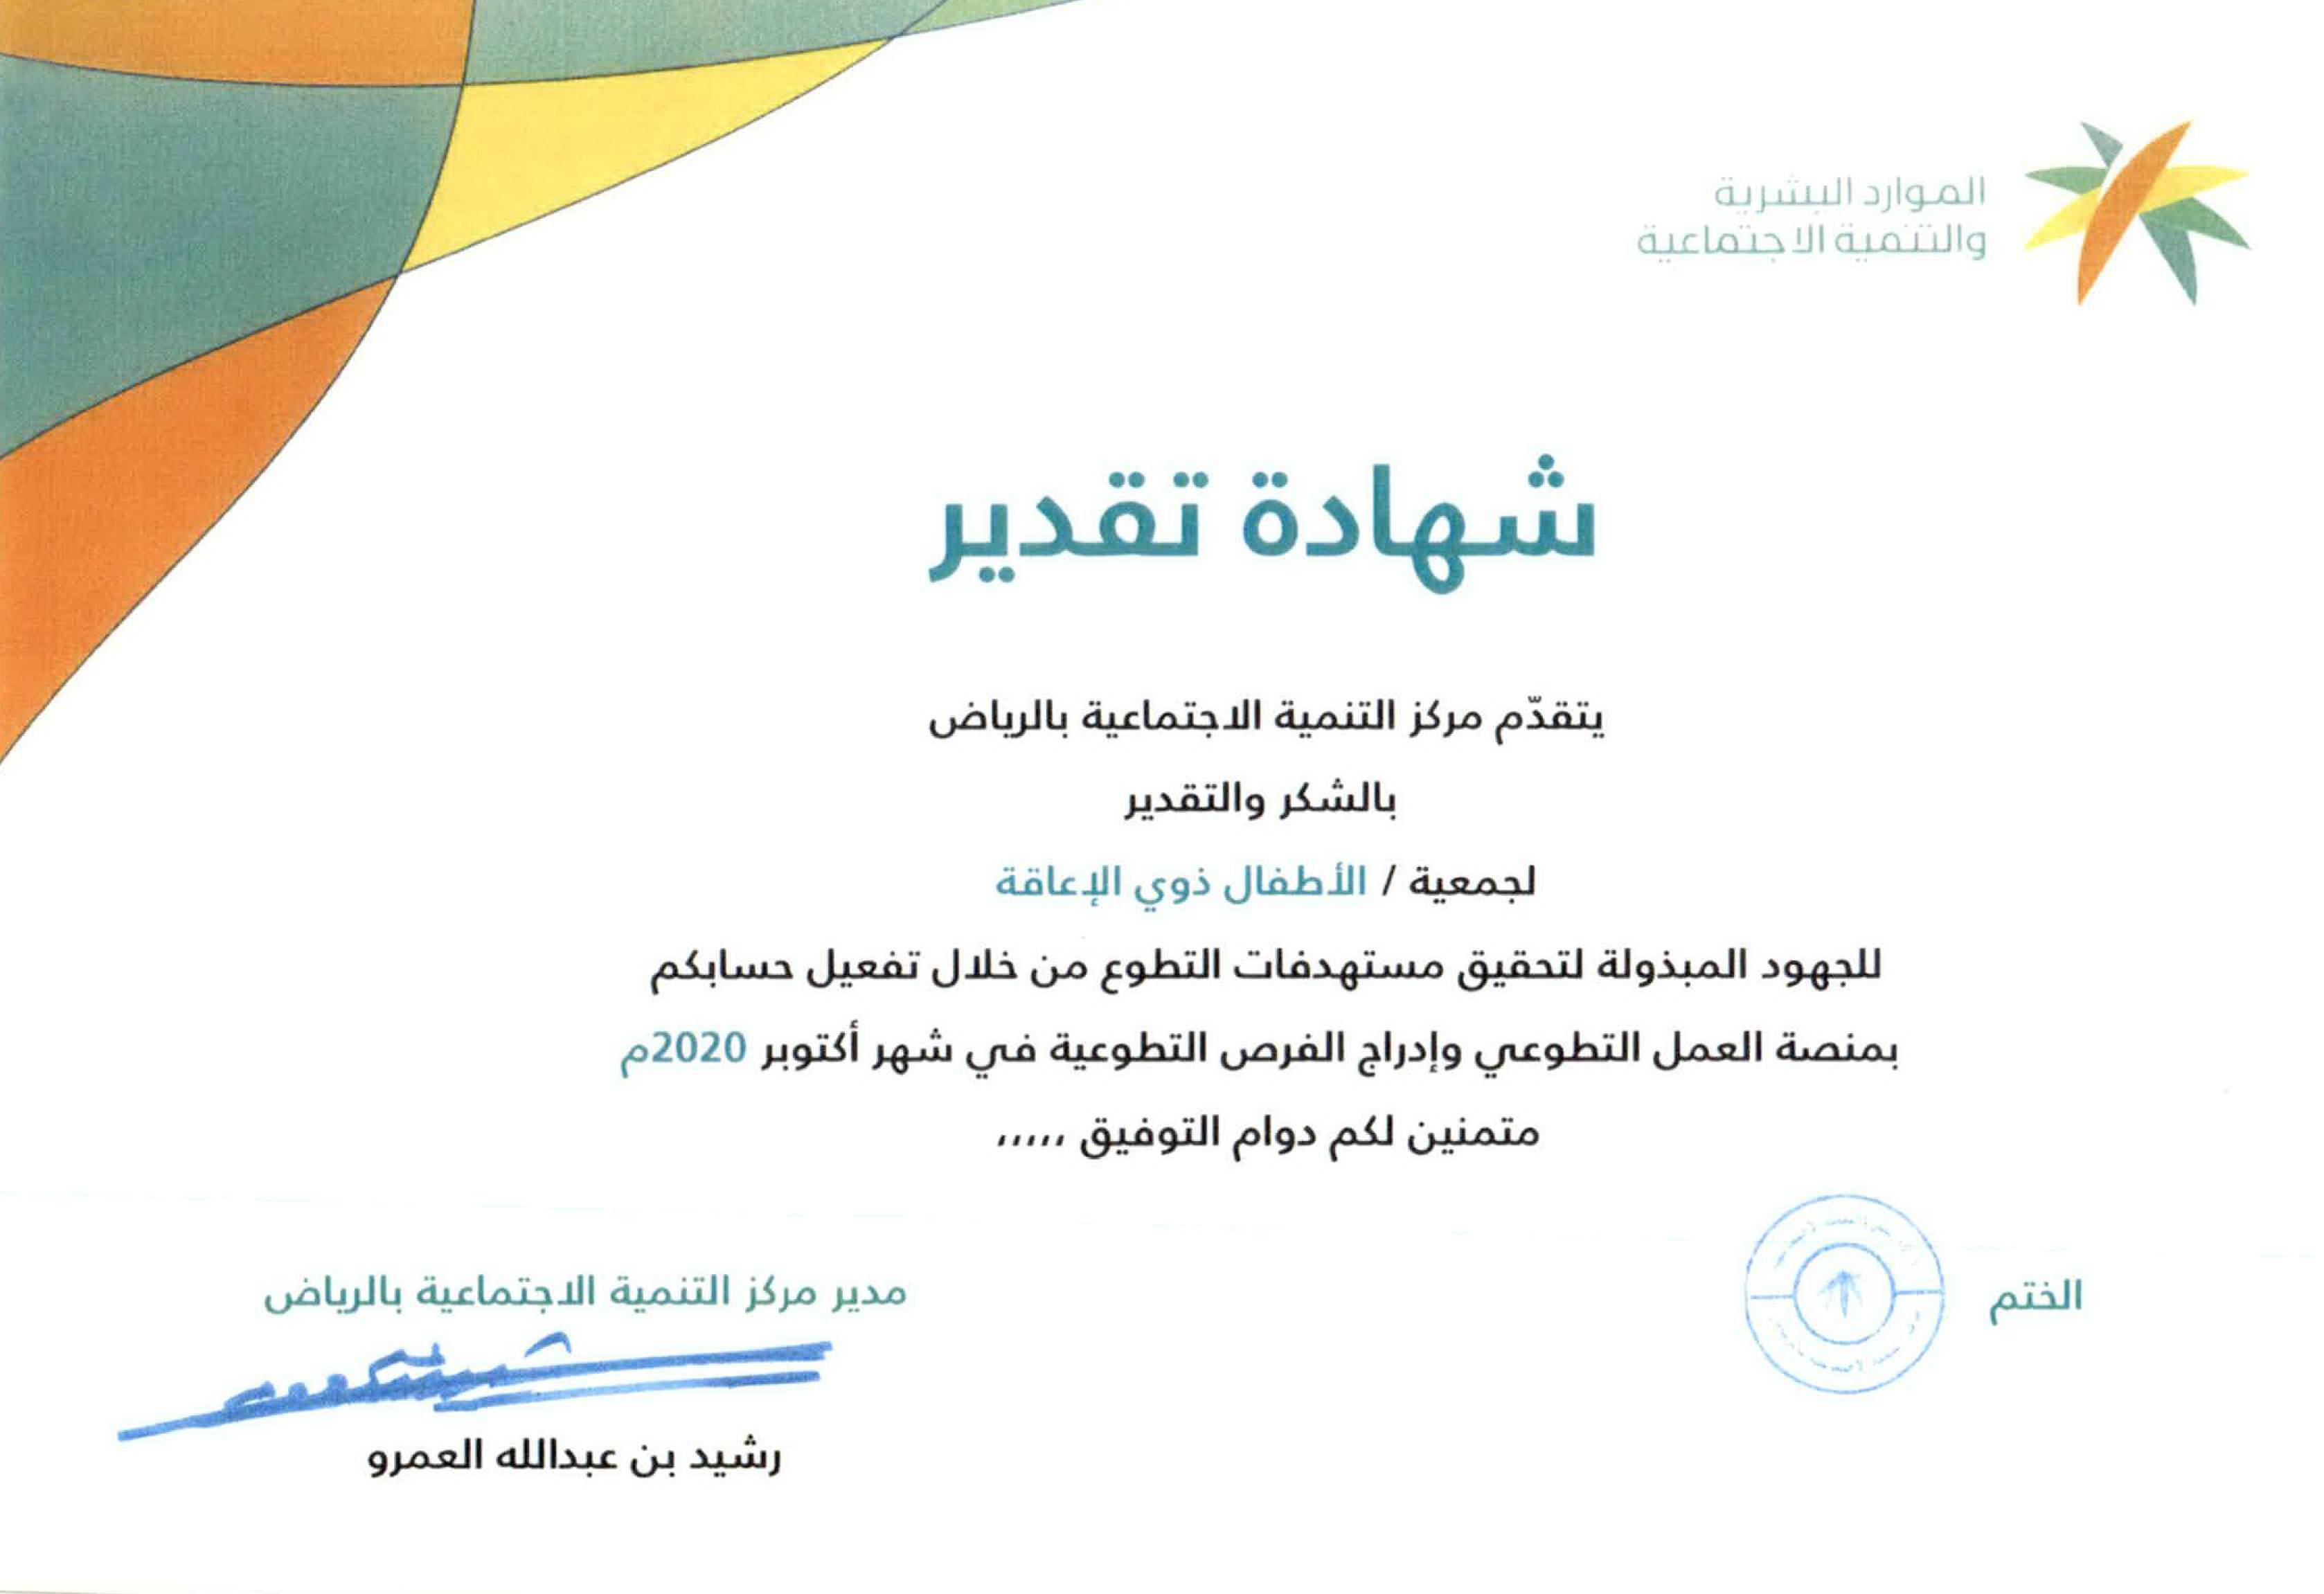 الموارد البشرية
والتنمية الاجتماعية
شهادة تقدير
يتقدّم مركز التنمية الاجتماعية بالرياض
بالشكر والتقدير
لجمعية / الأطفال ذوي الإعاقة
للجهود المبذولة لتحقيق مستهدفات التطوع من خلال تفعيل حسابكم
بمنصة العمل التطوعي وإدراج الفرص التطوعية في شهر أكتوبر 2020م
متمنين لكم دوام التوفيق ،،،،،
الختم
مدير مركز التنمية الاجتماعية بالرياض
رشيد بن عبدالله العمرو